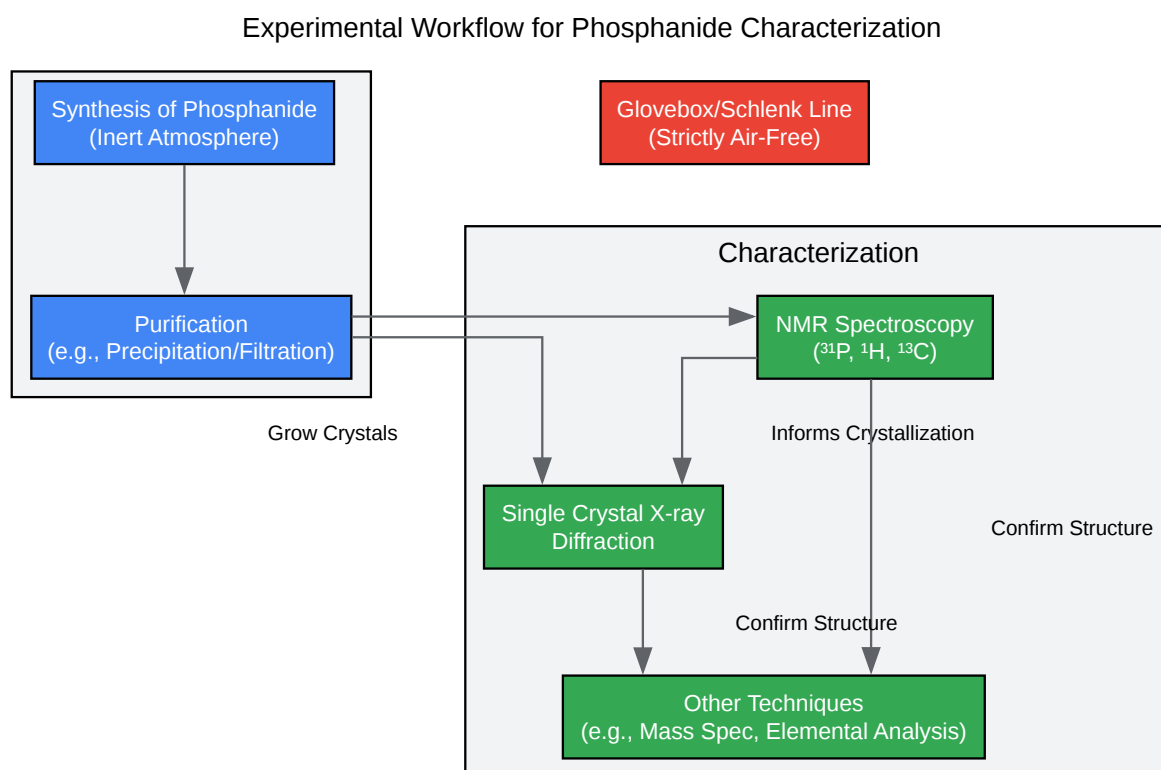 Experimental Workflow for Phosphanide Characterization
Synthesis of Phosphanide
(Inert Atmosphere)
Glovebox/Schlenk Line
(Strictly Air-Free)
Characterization
Purification
(e.g., Precipitation/Filtration)
NMR Spectroscopy
(³¹P, ¹H, ¹³C)
Grow Crystals
Informs Crystallization
Single Crystal X-ray
Diffraction
Confirm Structure
Confirm Structure
Other Techniques
(e.g., Mass Spec, Elemental Analysis)